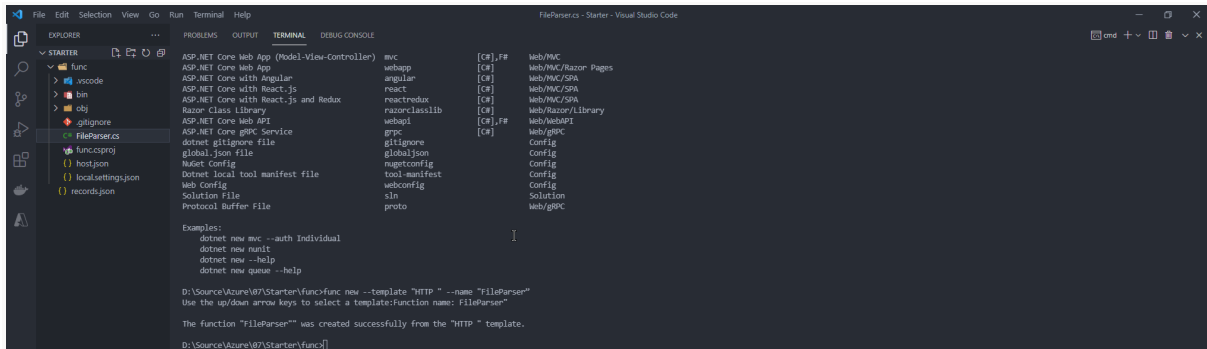 File Edit Selection View Go Run Terminal Help
FileParser.cs - Starter - Visual Studio Code
EXPLORER
PROBLEMS OUTPUT TERMINAL DEBUG CONSOLE
cmd
STARTER
func
.vscode
bin
obj
.gitignore
C# FileParser.cs
func.csproj
{} host.json
{} local.settings.json
{} records.json
ASP.NET Core Web App (Model-View-Controller) mvc [C#],F# Web/MVC
ASP.NET Core Web App webapp [C#] Web/MVC/Razor Pages
ASP.NET Core with Angular angular [C#] Web/MVC/SPA
ASP.NET Core with React.js react [C#] Web/MVC/SPA
ASP.NET Core with React.js and Redux reactredux [C#] Web/MVC/SPA
Razor Class Library razorclasslib [C#] Web/Razor/Library
ASP.NET Core Web API webapi [C#],F# Web/WebAPI
ASP.NET Core gRPC Service grpc [C#] Web/gRPC
dotnet gitignore file gitignore Config
global.json file globaljson Config
NuGet Config nugetconfig Config
Dotnet local tool manifest file tool-manifest Config
Web Config webconfig Config
Solution File sln Solution
Protocol Buffer File proto Web/gRPC
Examples:
dotnet new mvc --auth Individual
dotnet new nunit
dotnet new --help
dotnet new queue --help
D:\Source\Azure\07\Starter\func>func new --template "HTTP " --name "FileParser"
Use the up/down arrow keys to select a template:Function name: FileParser"
The function "FileParser"" was created successfully from the "HTTP " template.
D:\Source\Azure\07\Starter\func>